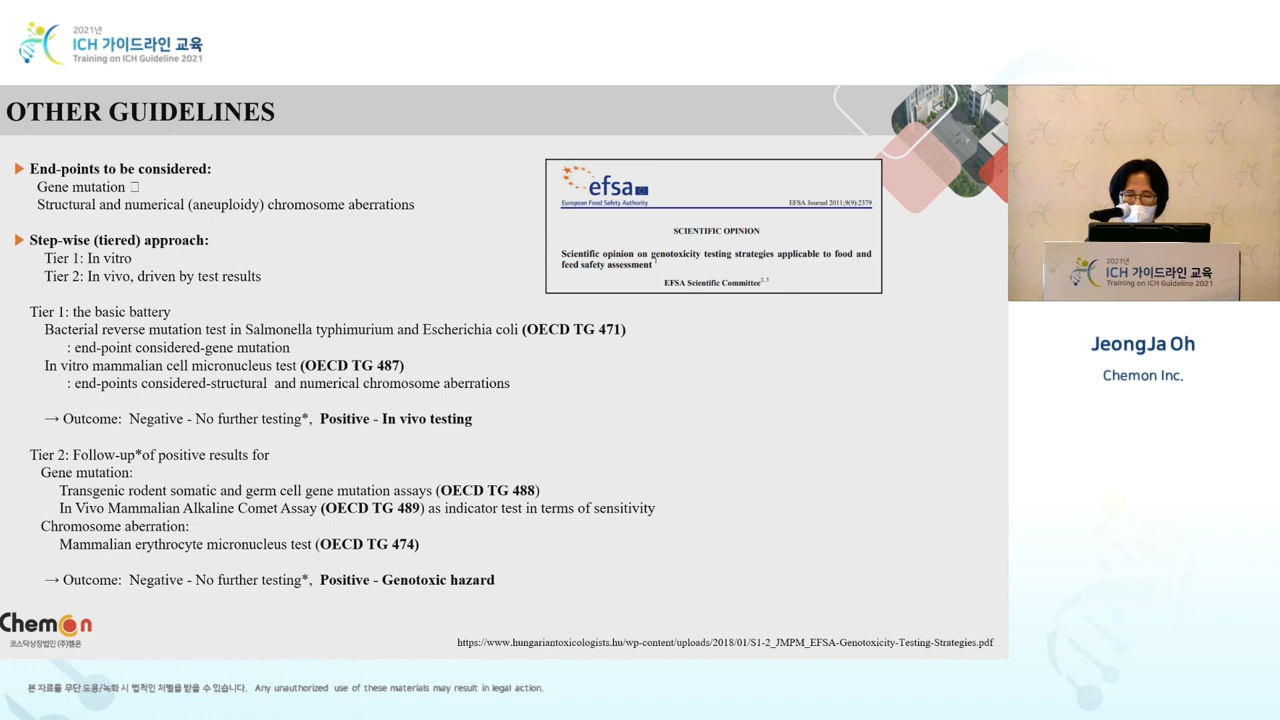 2021년
ICH 가이드라인 교육
Training on ICH Guideline 2021
OTHER GUIDELINES
End-points to be considered:
Gene mutation □
Structural and numerical (aneuploidy) chromosome aberrations
Step-wise (tiered) approach:
Tier 1: In vitro
Tier 2: In vivo, driven by test results
efsa
European Food Safety Authority
EFSA Journal 2011;9(9):2379
SCIENTIFIC OPINION
Scientific opinion on genotoxicity testing strategies applicable to food and
feed safety assessment 1
EFSA Scientific Committee2, 3
Tier 1: the basic battery
Bacterial reverse mutation test in Salmonella typhimurium and Escherichia coli (OECD TG 471)
: end-point considered-gene mutation
In vitro mammalian cell micronucleus test (OECD TG 487)
: end-points considered-structural and numerical chromosome aberrations
→ Outcome: Negative - No further testing*, Positive - In vivo testing
Tier 2: Follow-up*of positive results for
Gene mutation:
Transgenic rodent somatic and germ cell gene mutation assays (OECD TG 488)
In Vivo Mammalian Alkaline Comet Assay (OECD TG 489) as indicator test in terms of sensitivity
Chromosome aberration:
Mammalian erythrocyte micronucleus test (OECD TG 474)
→ Outcome: Negative - No further testing*, Positive - Genotoxic hazard
Chemon
코스닥상장법인 (주)켐온
https://www.hungariantoxicologists.hu/wp-content/uploads/2018/01/S1-2_JMPM_EFSA-Genotoxicity-Testing-Strategies.pdf
2021년
ICH 가이드라인 교육
Training on ICH Guideline 2021
JeongJa Oh
Chemon Inc.
본 자료를 무단 도용/녹화 시 법적인 처벌을 받을 수 있습니다. Any unauthorized use of these materials may result in legal action.